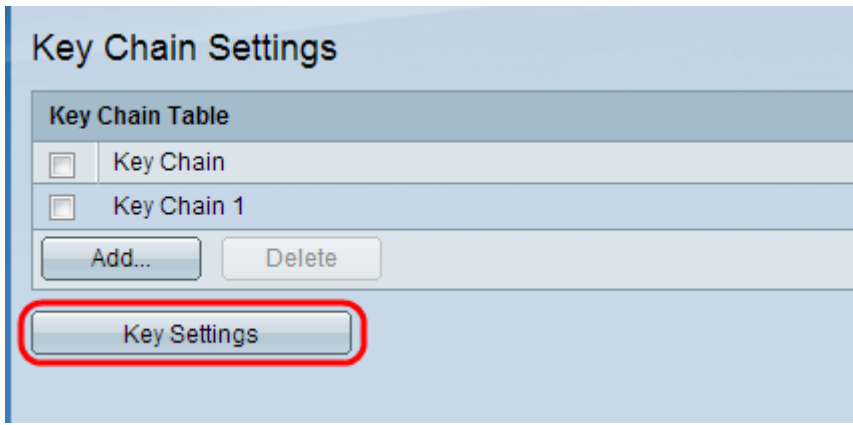 Key Chain Settings
Key Chain Table
Key Chain
Key Chain 1
Add... Delete
Key Settings